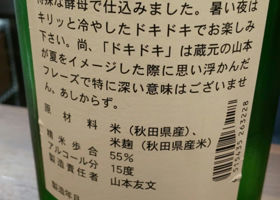 特殊な酵母で仕込みました。暑い夜は
キリッと冷やしたドキドキでお楽しみ
下さい。尚、「ドキドキ」は蔵元の山本
が夏をイメージした際に思い浮かんだ
フレーズで特に深い意味はございませ
ん、あしからず。
原材料 米(秋田県産)、
米麹(秋田県産米)
精米歩合 55%
アルコール分 15度
製造責任者 山本友文
製造年月